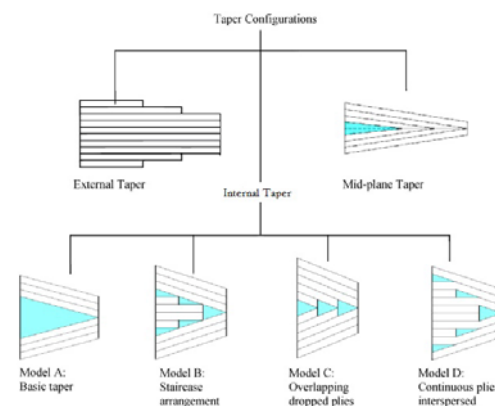 Taper Configurations
External Taper
Mid-plane Taper
Internal Taper
Model A:
Basic taper
Model B:
Staircase
arrangement
Model C:
Overlapping
dropped plies
Model D:
Continuous plie
interspersed